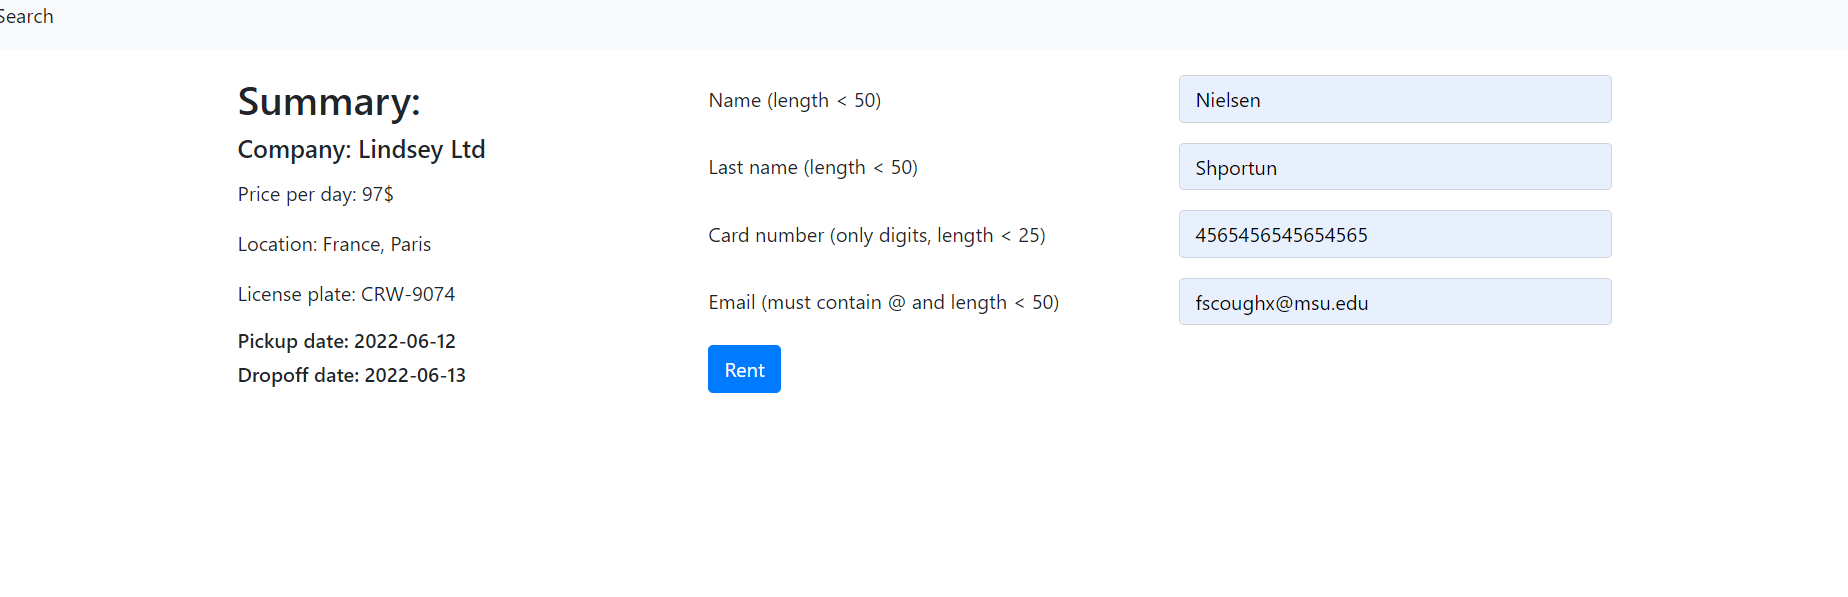 Search
Summary:
Company: Lindsey Ltd
Price per day: 97$
Location: France, Paris
License plate: CRW-9074
Pickup date: 2022-06-12
Dropoff date: 2022-06-13
Name (length < 50)
Nielsen
Last name (length < 50)
Shportun
Card number (only digits, length < 25)
4565456545654565
Email (must contain @ and length < 50)
fscoughx@msu.edu
Rent